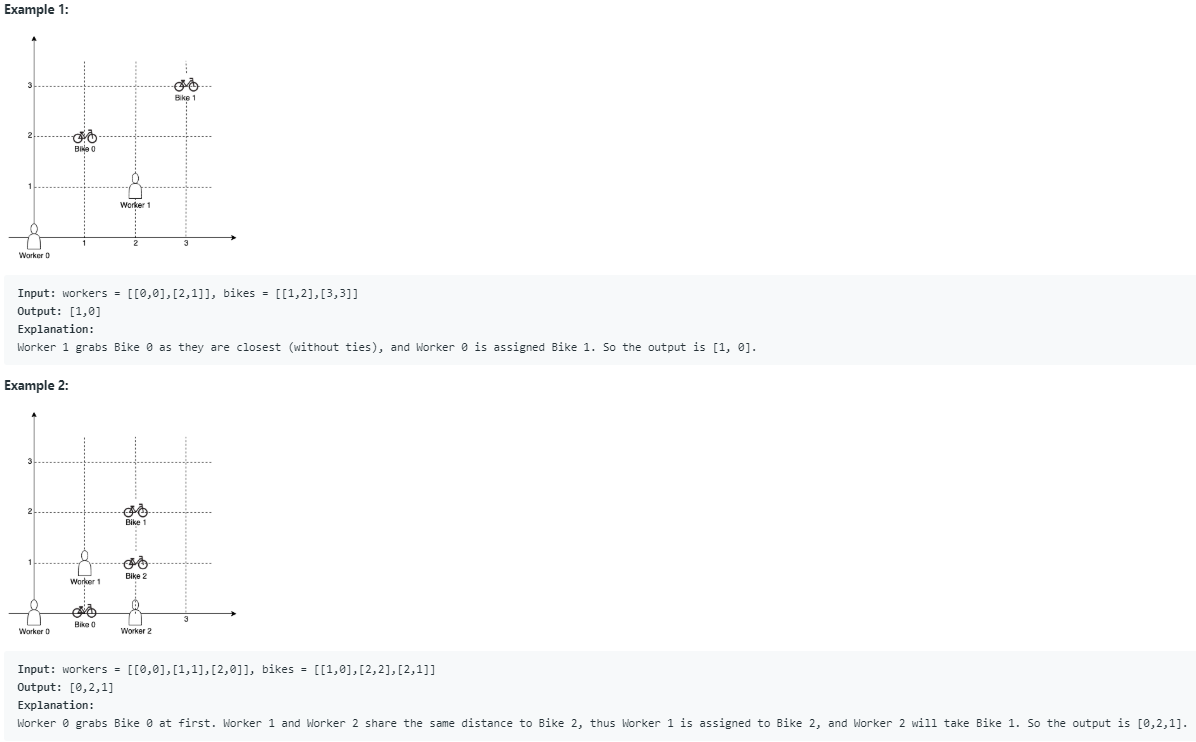 Example 1:
3
Bike 1
2
Bike 0
1
Worker 1
1 2 3
Worker 0
Input: workers = [[0,0],[2,1]], bikes = [[1,2],[3,3]]
Output: [1,0]
Explanation:
Worker 1 grabs Bike 0 as they are closest (without ties), and Worker 0 is assigned Bike 1. So the output is [1, 0].
Example 2:
3
2
Bike 1
1
Bike 2
Worker 1
3
Worker 0 Bike 0 Worker 2
Input: workers = [[0,0],[1,1],[2,0]], bikes = [[1,0],[2,2],[2,1]]
Output: [0,2,1]
Explanation:
Worker 0 grabs Bike 0 at first. Worker 1 and Worker 2 share the same distance to Bike 2, thus Worker 1 is assigned to Bike 2, and Worker 2 will take Bike 1. So the output is [0,2,1].